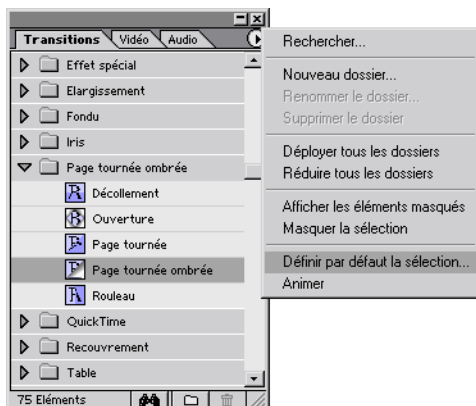 Transitions Vidéo Audio
Effet spécial
Elargissement
Fondu
Iris
Page tournée ombrée
Décollement
Ouverture
Page tournée
Page tournée ombrée
Rouleau
QuickTime
Recouvrement
Table
75 Eléments
Rechercher...
Nouveau dossier...
Renommer le dossier...
Supprimer le dossier
Déployer tous les dossiers
Réduire tous les dossiers
Afficher les éléments masqués
Masquer la sélection
Définir par défaut la sélection...
Animer